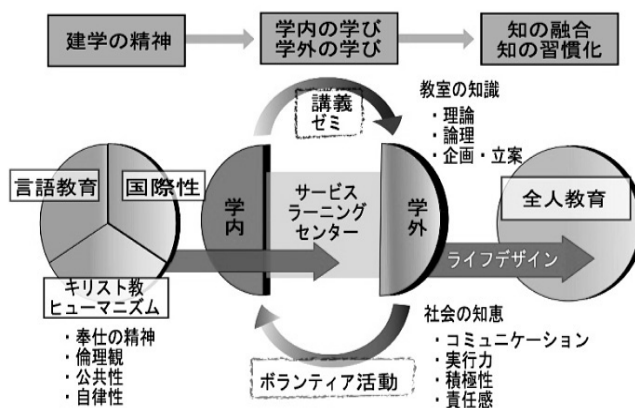 建学の精神
学内の学び
学外の学び
知の融合
知の習慣化
講義
ゼミ
教室の知識
・理論
・論理
・企画・立案
言語教育
国際性
キリスト教
ヒューマニズム
・奉仕の精神
・倫理観
・公共性
・自律性
学内
サービス
ラーニング
センター
学外
全人教育
ライフデザイン
ボランティア活動
社会の知恵
・コミュニケーション
・実行力
・積極性
・責任感